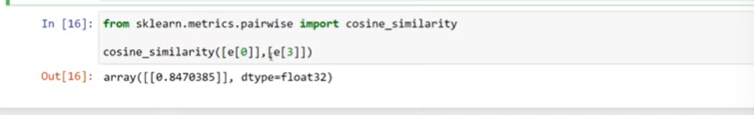 In [16]: from sklearn.metrics.pairwise import cosine_similarity
cosine_similarity([e[0]],[e[3]])
Out[16]: array([[0.8470385]], dtype=float32)